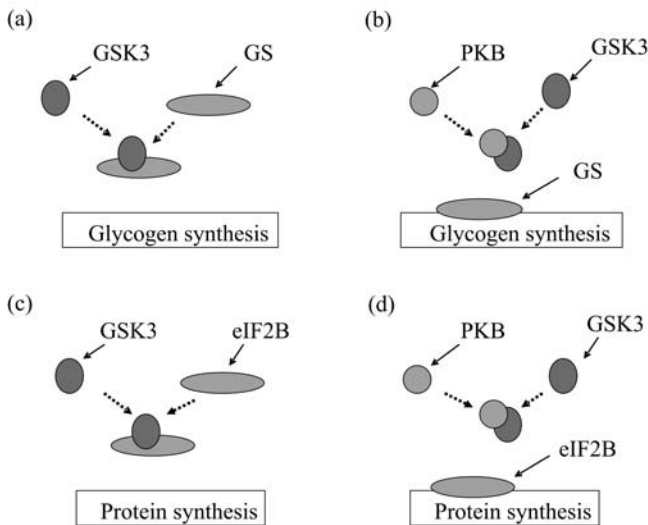 (a)
GSK3
GS
Glycogen synthesis
(b)
PKB
GSK3
GS
Glycogen synthesis
(c)
GSK3
eIF2B
Protein synthesis
(d)
PKB
GSK3
eIF2B
Protein synthesis